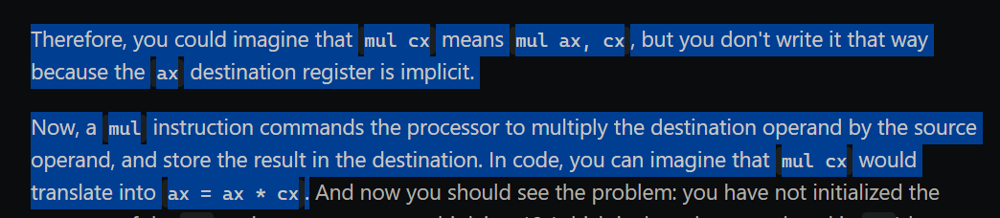 Therefore, you could imagine that mul cx means mul ax, cx, but you don't write it that way
because the ax destination register is implicit.
Now, a mul instruction commands the processor to multiply the destination operand by the source
operand, and store the result in the destination. In code, you can imagine that mul cx would
translate into ax = ax * cx. And now you should see the problem: you have not initialized the